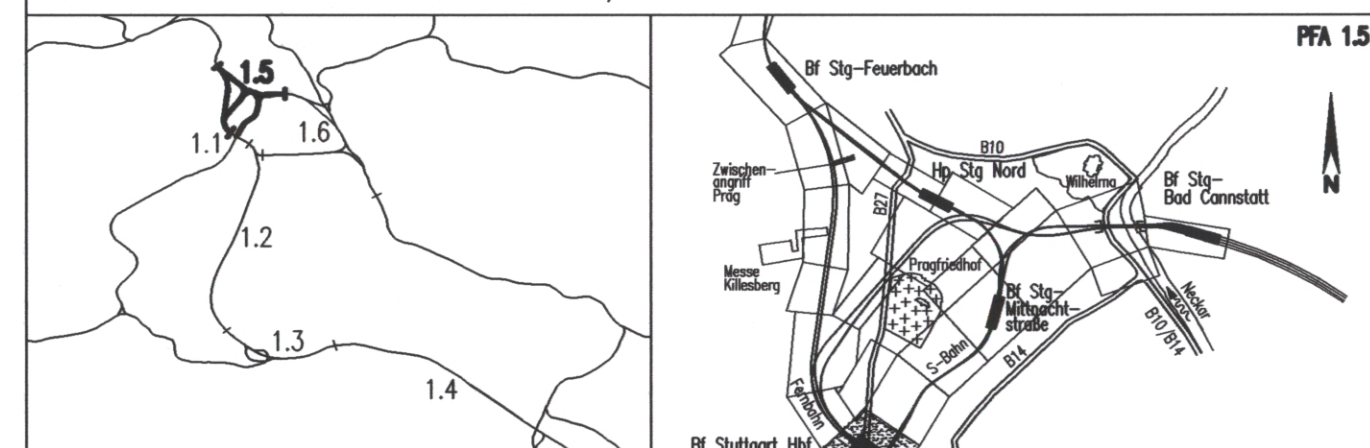 1.5
1.1
1.6
1.2
1.3
1.4
PFA 1.5
Bf Stg-Feuerbach
B10
Zwischen-
angriff
Prag
Hp Stg Nord
Wilhelma
Bf Stg-
Bad Cannstatt
N
B27
Messe
Killesberg
Pragfriedhof
Bf Stg-
Mittnacht-
straße
Neckar
B10/B14
S-Bahn
B14
Fernbahn
Bf Stuttgart Hbf